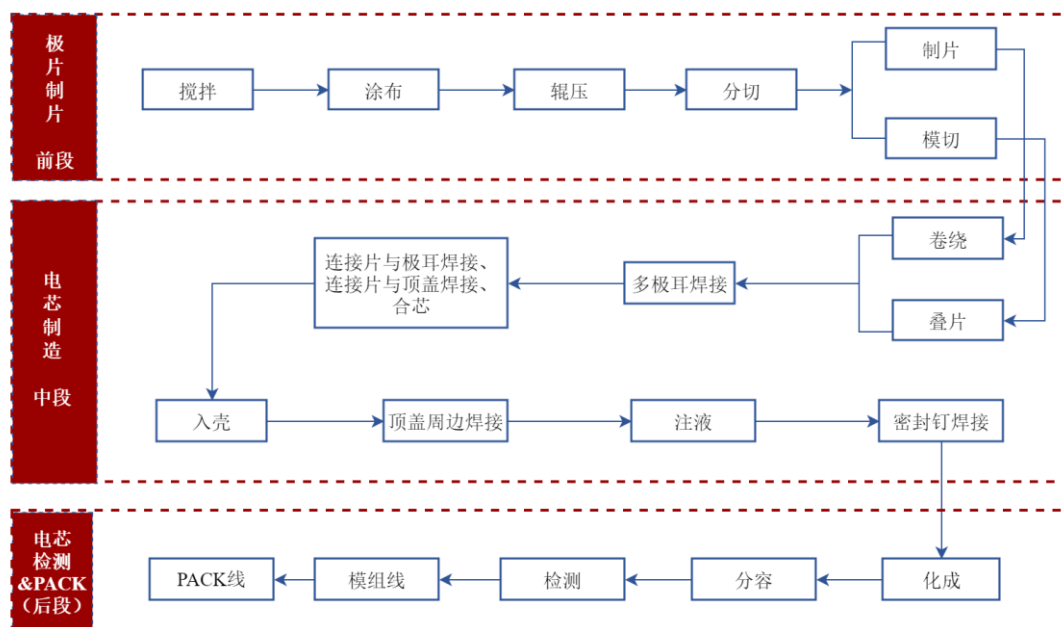 极
片
制
片
前段
搅拌
涂布
辊压
分切
制片
模切
电
芯
制
造
中段
卷绕
叠片
多极耳焊接
连接片与极耳焊接、
连接片与顶盖焊接、
合芯
入壳
顶盖周边焊接
注液
密封钉焊接
电芯
检测
&PACK
（后段）
化成
分容
检测
模组线
PACK线